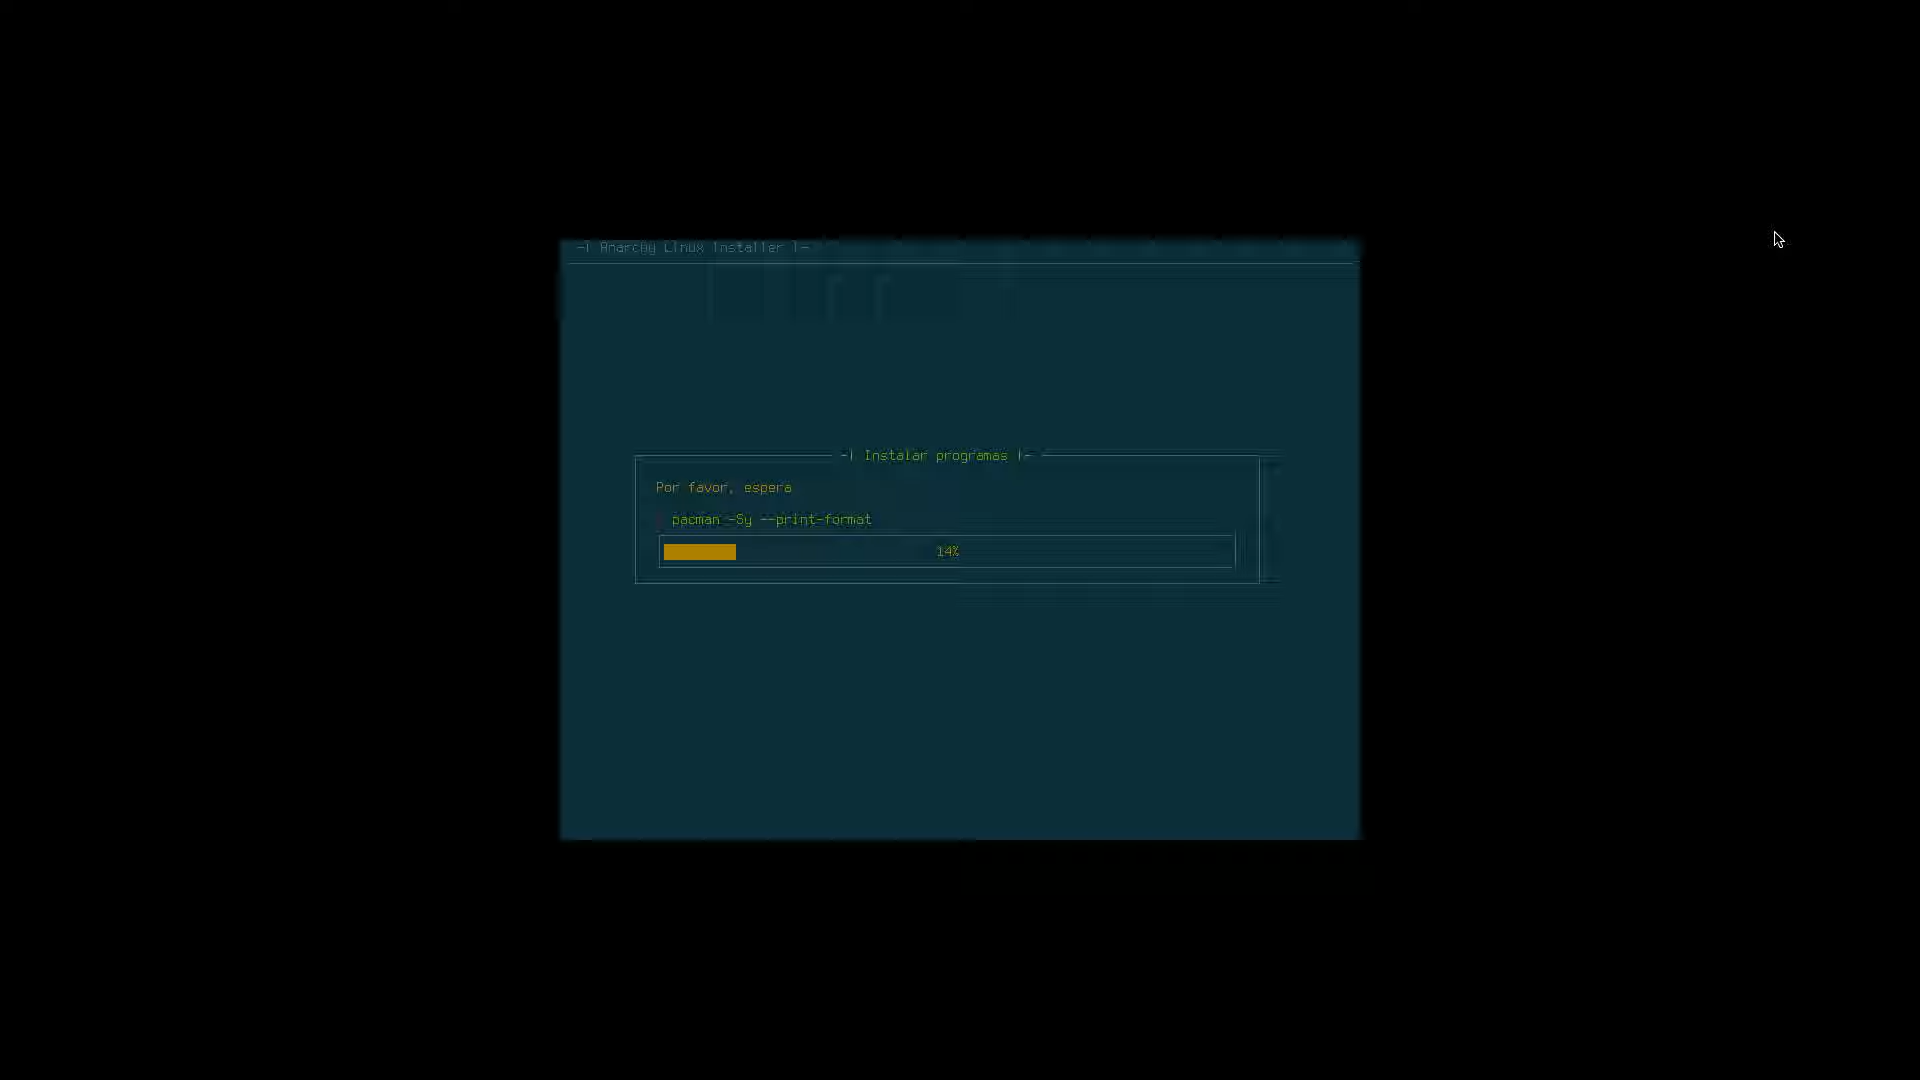 -| Anarchy Linux Installer |-
-| Instalar programas |-
Por favor, espera
pacman -Sy --print-format
14%